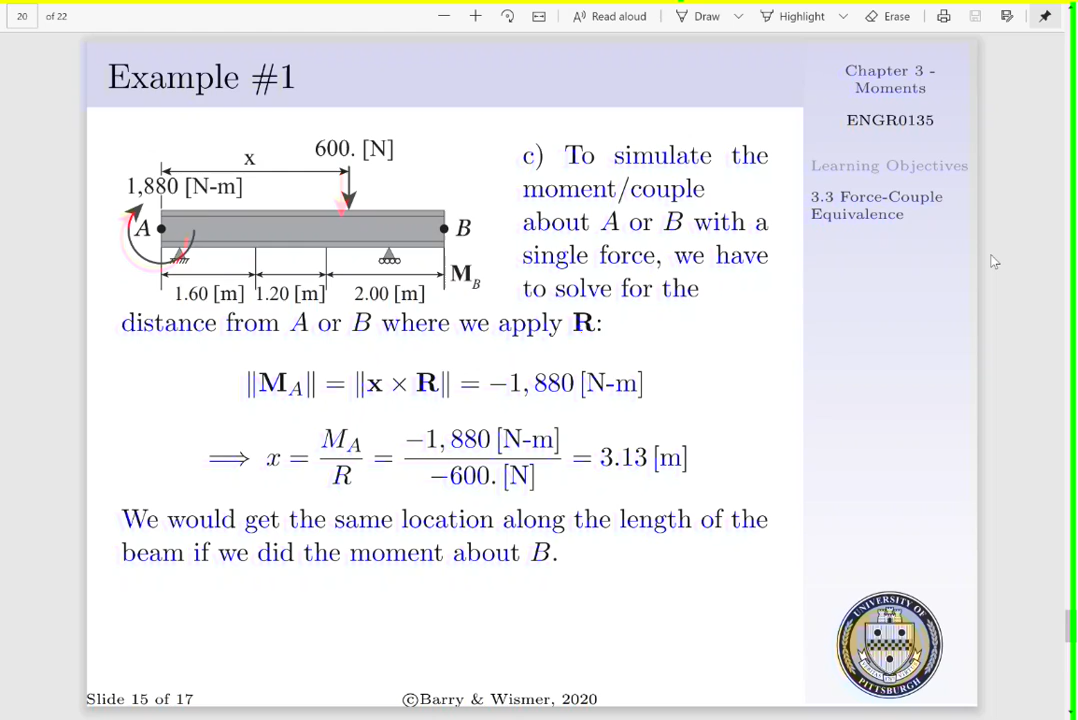 20 of 22
Read aloud
Draw
Highlight
Erase
Example #1
Chapter 3 -
Moments
ENGR0135
Learning Objectives
3.3 Force-Couple
Equivalence
600. [N]
x
1,880 [N-m]
A
B
M_B
1.60 [m] 1.20 [m] 2.00 [m]
c) To simulate the
moment/couple
about A or B with a
single force, we have
to solve for the
distance from A or B where we apply R:
‖M_A‖ = ‖x × R‖ = −1,880 [N-m]
⟹ x = M_A / R = −1,880 [N-m] / −600. [N] = 3.13 [m]
We would get the same location along the length of the
beam if we did the moment about B.
UNIVERSITY OF
PITTSBURGH
Slide 15 of 17
©Barry & Wismer, 2020